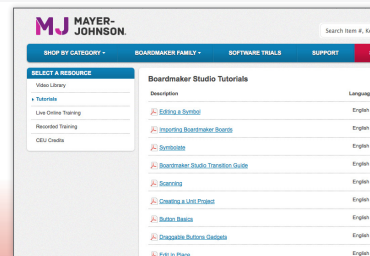 MJ MAYER-
JOHNSON.
Search Item #,
SHOP BY CATEGORY
BOARDMAKER FAMILY
SOFTWARE TRIALS
SUPPORT
SELECT A RESOURCE
Video Library
Tutorials
Live Online Training
Recorded Training
CEU Credits
Boardmaker Studio Tutorials
Description Languag
Editing a Symbol English
Importing Boardmaker Boards English
Symbolate English
Boardmaker Studio Transition Guide English
Scanning English
Creating a Unit Project English
Button Basics English
Draggable Buttons Gadgets English
Edit in Place English